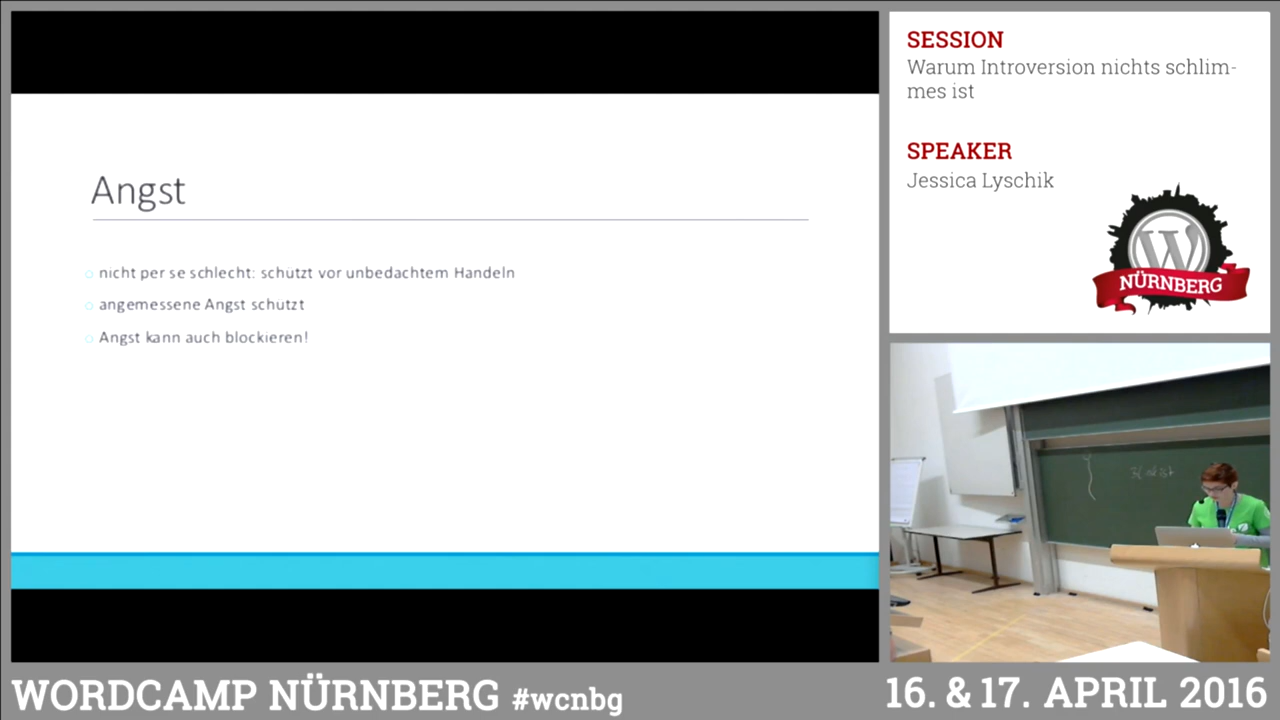 Angst
nicht per se schlecht: schützt vor unbedachtem Handeln
angemessene Angst schützt
Angst kann auch blockieren!
SESSION
Warum Introversion nichts schlim-
mes ist
SPEAKER
Jessica Lyschik
W
NÜRNBERG
WORDCAMP NÜRNBERG #wcnbg
16. & 17. APRIL 2016